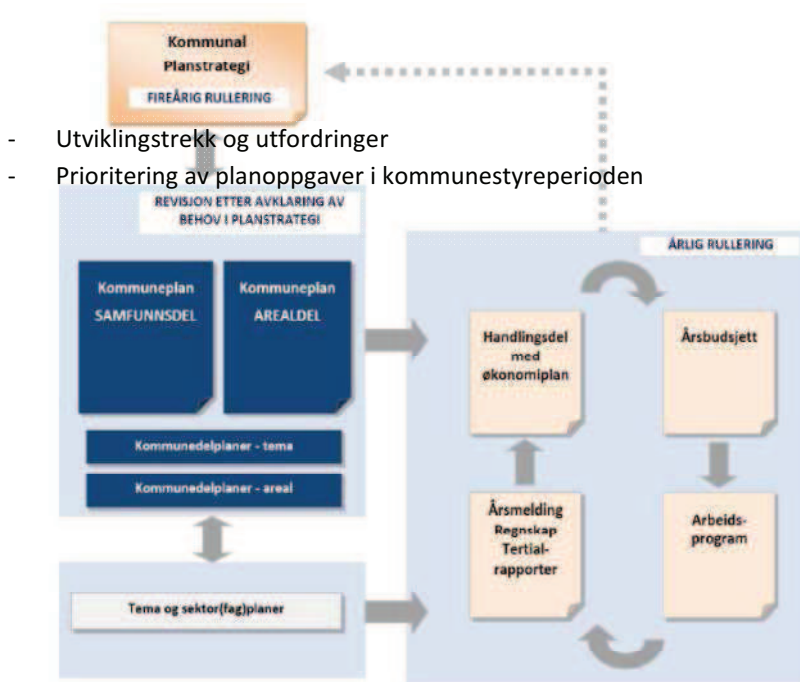 Kommunal
Planstrategi
FIREÅRIG RULLERING
- Utviklingstrekk og utfordringer
- Prioritering av planoppgaver i kommunestyreperioden
REVISJON ETTER AVKLARING AV
BEHOV I PLANSTRATEGI
Kommuneplan
SAMFUNNSDEL
Kommuneplan
AREALDEL
Kommunedelplaner - tema
Kommunedelplaner - areal
Tema og sektor(fag)planer
ÅRLIG RULLERING
Handlingsdel
med
økonomiplan
Årsbudsjett
Årsmelding
Regnskap
Tertial-
rapporter
Arbeids-
program